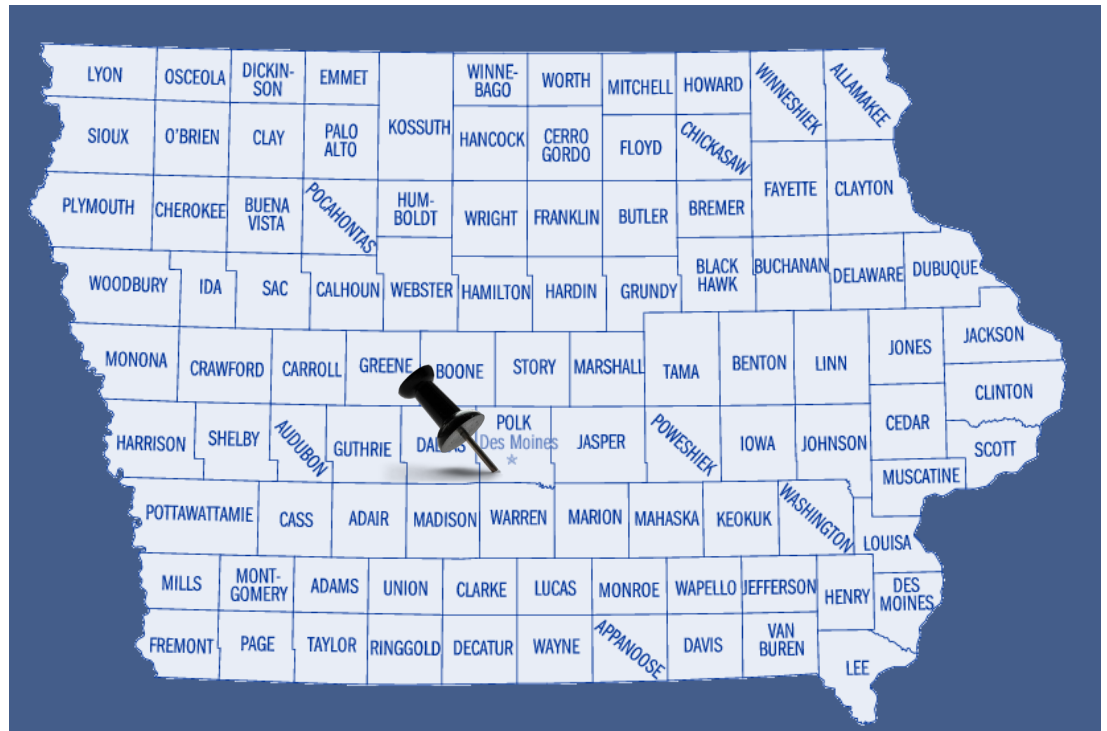 LYON
OSCEOLA
DICKIN-
SON
EMMET
KOSSUTH
WINNE-
BAGO
WORTH
MITCHELL
HOWARD
WINNESHIEK
ALLAMAKEE
SIOUX
O'BRIEN
CLAY
PALO
ALTO
HANCOCK
CERRO
GORDO
FLOYD
CHICKASAW
PLYMOUTH
CHEROKEE
BUENA
VISTA
POCAHONTAS
HUM-
BOLDT
WRIGHT
FRANKLIN
BUTLER
BREMER
FAYETTE
CLAYTON
WOODBURY
IDA
SAC
CALHOUN
WEBSTER
HAMILTON
HARDIN
GRUNDY
BLACK
HAWK
BUCHANAN
DELAWARE
DUBUQUE
MONONA
CRAWFORD
CARROLL
GREENE
BOONE
STORY
MARSHALL
TAMA
BENTON
LINN
JONES
JACKSON
CLINTON
HARRISON
SHELBY
AUDUBON
GUTHRIE
DALLAS
POLK
Des Moines
JASPER
POWESHIEK
IOWA
JOHNSON
CEDAR
SCOTT
MUSCATINE
POTTAWATTAMIE
CASS
ADAIR
MADISON
WARREN
MARION
MAHASKA
KEOKUK
WASHINGTON
LOUISA
MILLS
MONT-
GOMERY
ADAMS
UNION
CLARKE
LUCAS
MONROE
WAPELLO
JEFFERSON
HENRY
DES
MOINES
FREMONT
PAGE
TAYLOR
RINGGOLD
DECATUR
WAYNE
APPANOOSE
DAVIS
VAN
BUREN
LEE